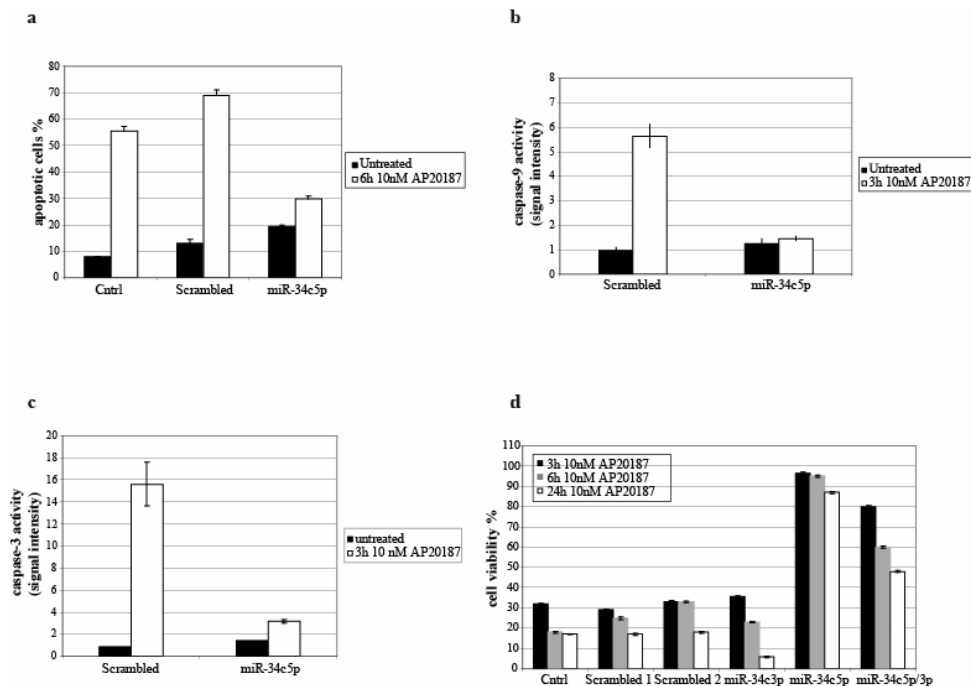 a
80
70
60
50
40
30
20
10
0
apoptotic cells %
Cntrl
Scrambled
miR-34c5p
Untreated
6h 10nM AP20187
b
8
7
6
5
4
3
2
1
0
caspase-9 activity
(signal intensity)
Scrambled
miR-34c5p
Untreated
3h 10nM AP20187
c
20
18
16
14
12
10
8
6
4
2
0
caspase-3 activity
(signal intensity)
Scrambled
miR-34c5p
untreated
3h 10 nM AP20187
d
110
100
90
80
70
60
50
40
30
20
10
0
cell viability %
3h 10nM AP20187
6h 10nM AP20187
24h 10nM AP20187
Cntrl
Scrambled 1
Scrambled 2
miR-34c3p
miR-34c5p
miR-34c5p/3p